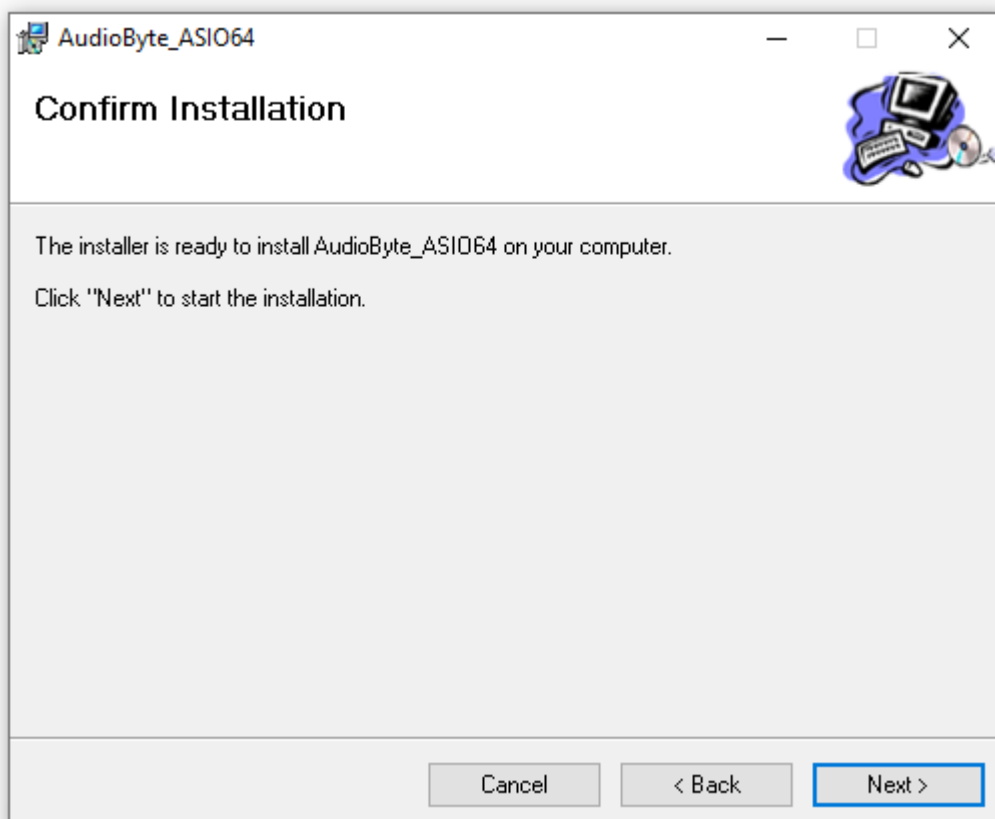 AudioByte_ASIO64
Confirm Installation
The installer is ready to install AudioByte_ASIO64 on your computer.
Click "Next" to start the installation.
Cancel
< Back
Next >